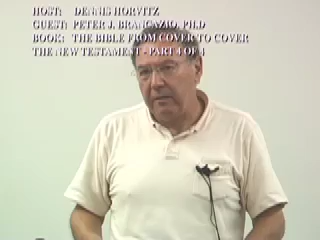 HOST: DENNIS HORVITZ
GUEST: PETER J. BRANCAZIO, PH.D
BOOK: THE BIBLE FROM COVER TO COVER
THE NEW TESTAMENT - PART 4 OF 4